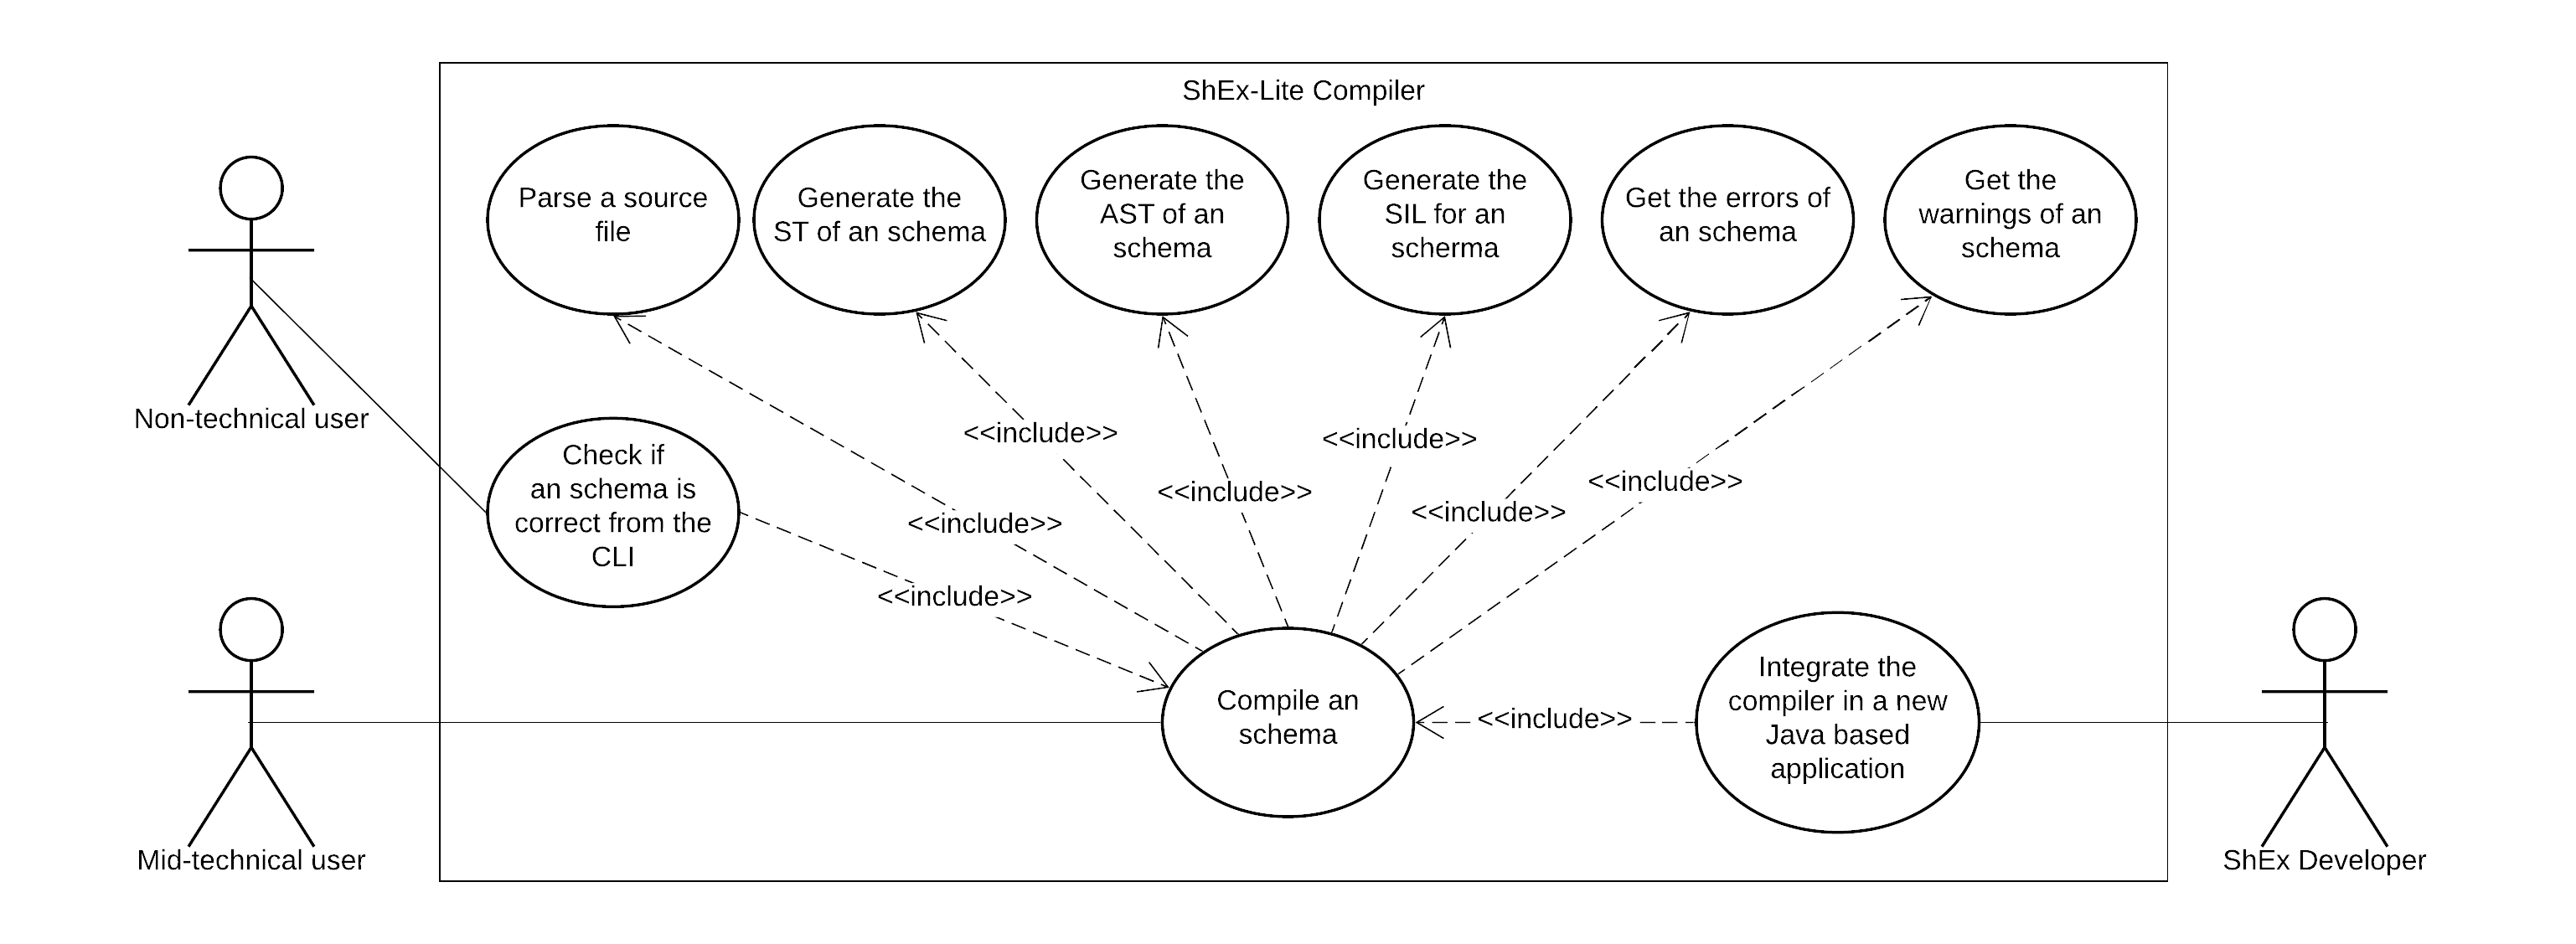 ShEx-Lite Compiler
Parse a source
file
Generate the
ST of an schema
Generate the
AST of an
schema
Generate the
SIL for an
scherma
Get the errors of
an schema
Get the
warnings of an
schema
Non-technical user
Check if
an schema is
correct from the
CLI
<<include>>
<<include>>
<<include>>
<<include>>
<<include>>
<<include>>
<<include>>
Compile an
schema
<<include>>
Integrate the
compiler in a new
Java based
application
Mid-technical user
ShEx Developer